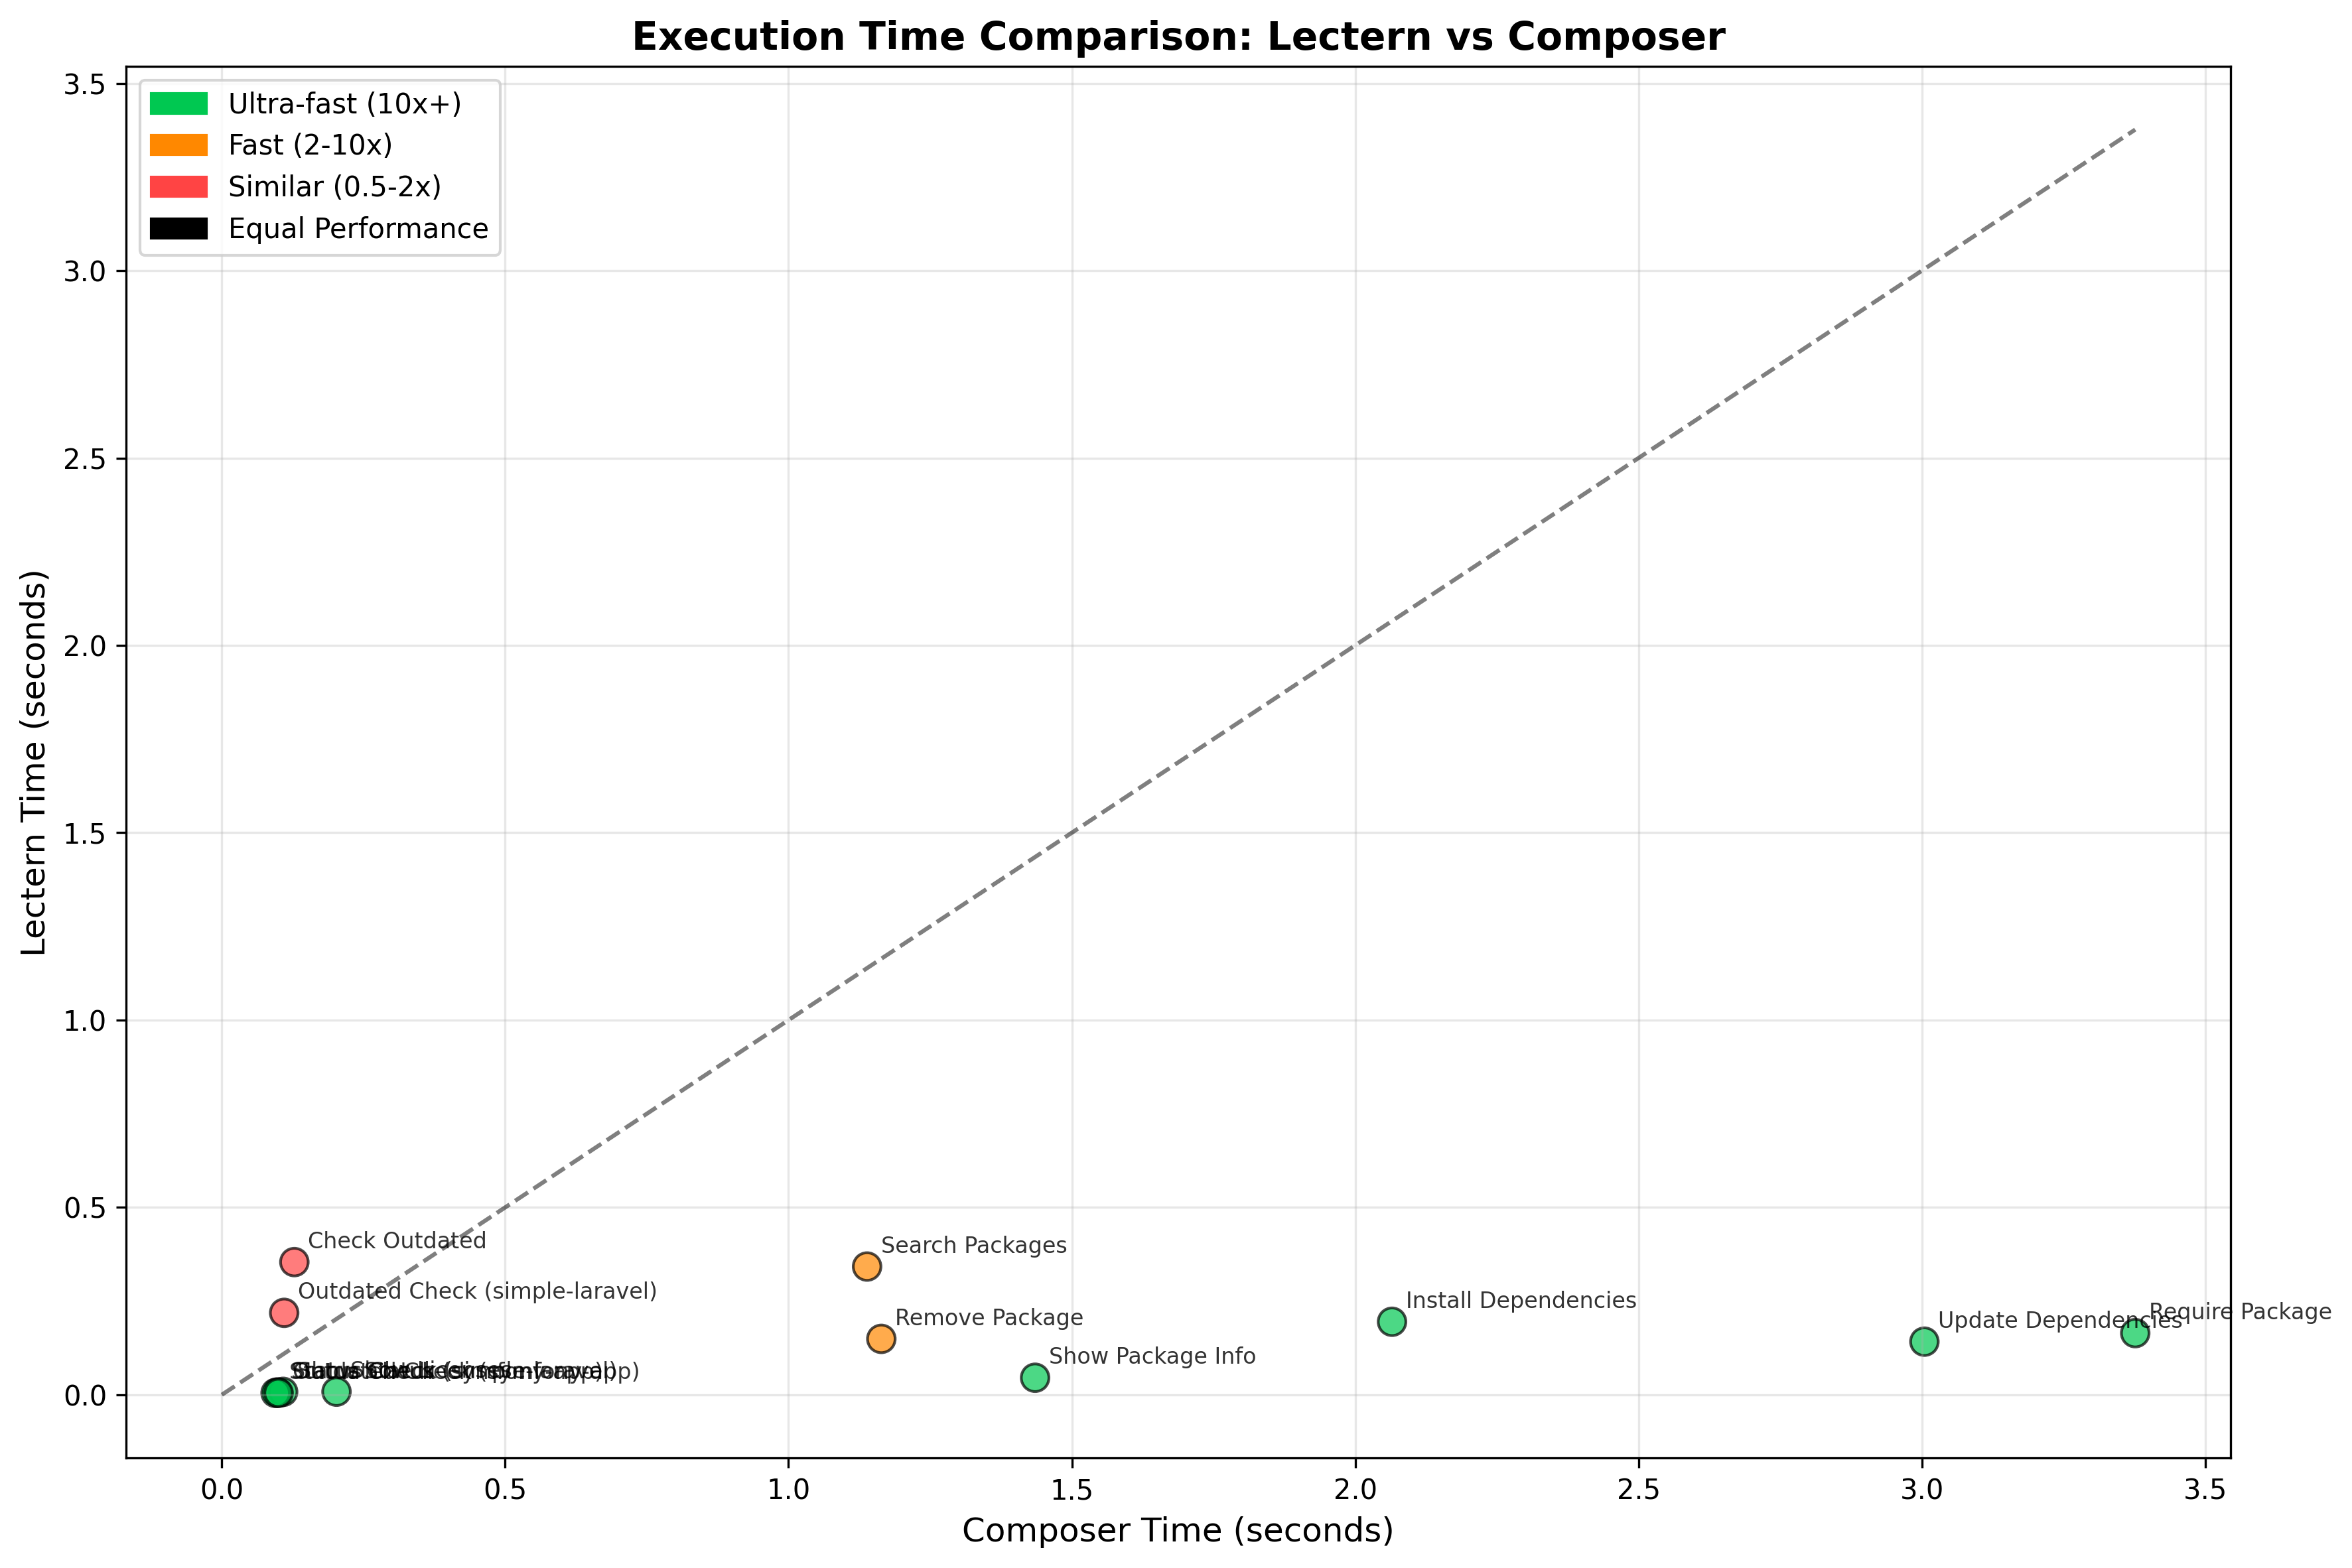 Execution Time Comparison: Lectern vs Composer
Ultra-fast (10x+)
Fast (2-10x)
Similar (0.5-2x)
Equal Performance
Lectern Time (seconds)
3.5
3.0
2.5
2.0
1.5
1.0
0.5
0.0
Check Outdated
Outdated Check (simple-laravel)
Search Packages
Remove Package
Show Package Info
Install Dependencies
Update Dependencies
Require Package
0.0
0.5
1.0
1.5
2.0
2.5
3.0
3.5
Composer Time (seconds)